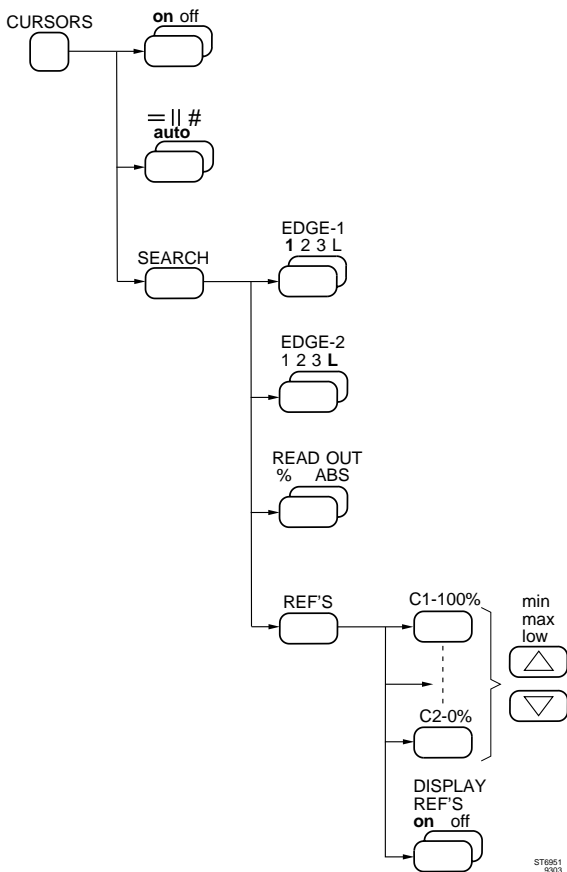 CURSORS
on off
= || #
auto
SEARCH
EDGE-1
1 2 3 L
EDGE-2
1 2 3 L
READ OUT
% ABS
REF'S
C1-100%
C2-0%
min
max
low
DISPLAY
REF'S
on off
ST6951
9303